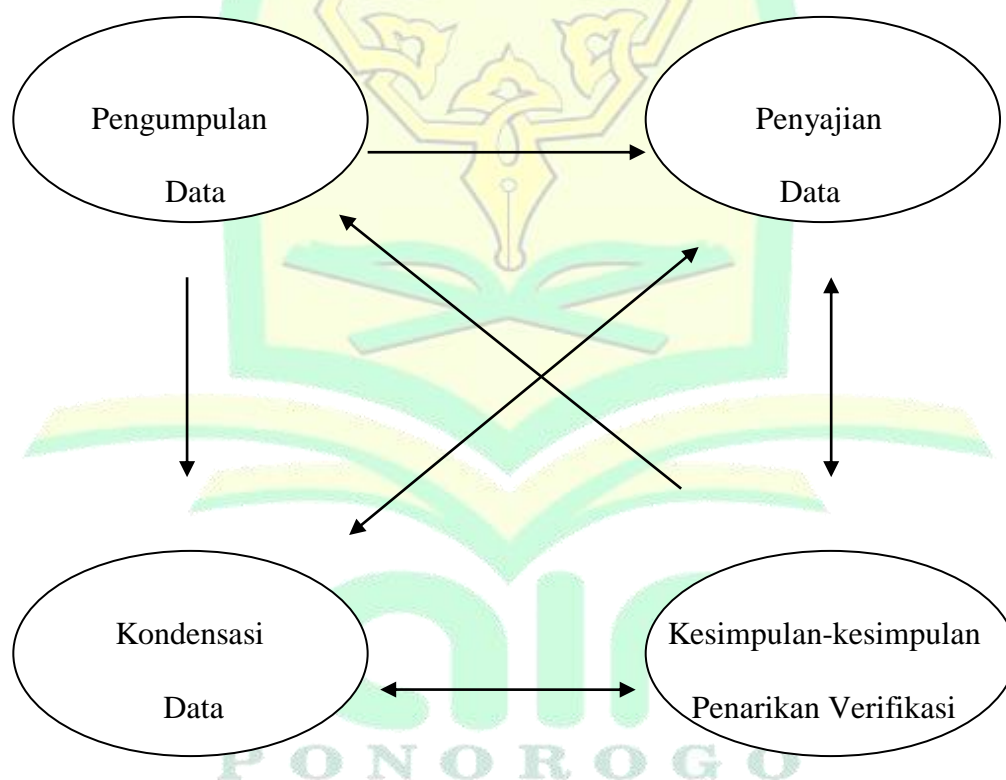 Pengumpulan
Data
Penyajian
Data
Kondensasi
Data
Kesimpulan-kesimpulan
Penarikan Verifikasi
PONOROGO